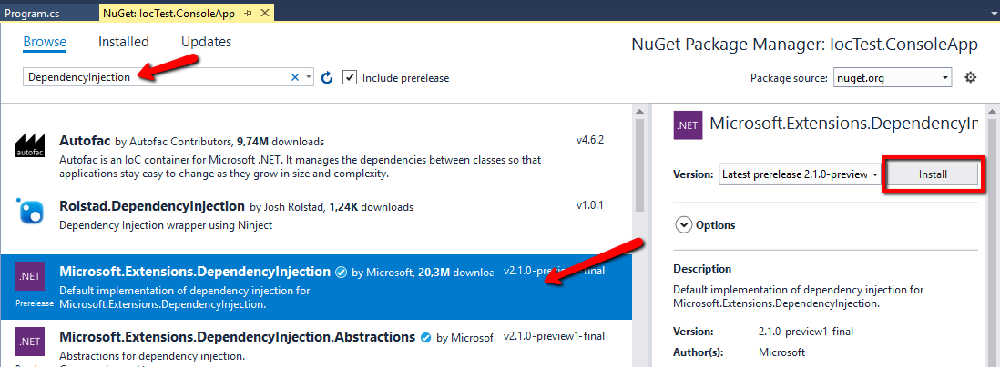 Program.cs
NuGet: IocTest.ConsoleApp
Browse
Installed
Updates
NuGet Package Manager: IocTest.ConsoleApp
DependencyInjection
Include prerelease
Package source: nuget.org
autofac
Autofac by Autofac Contributors, 9,74M downloads
v4.6.2
Autofac is an IoC container for Microsoft .NET. It manages the dependencies between classes so that
applications stay easy to change as they grow in size and complexity.
Rolstad.DependencyInjection by Josh Rolstad, 1,24K downloads
v1.0.1
Dependency Injection wrapper using Ninject
.NET
Prerelease
Microsoft.Extensions.DependencyInjection by Microsoft, 20,3M downloa
v2.1.0-preview1-final
Default implementation of dependency injection for
Microsoft.Extensions.DependencyInjection.
.NET
Microsoft.Extensions.DependencyInjection.Abstractions by Microsof
v2.1.0-preview1-final
Abstractions for dependency injection.
.NET
Microsoft.Extensions.DependencyIn
Version: Latest prerelease 2.1.0-preview
Install
Options
Description
Default implementation of dependency injection for
Microsoft.Extensions.DependencyInjection.
Version: 2.1.0-preview1-final
Author(s): Microsoft